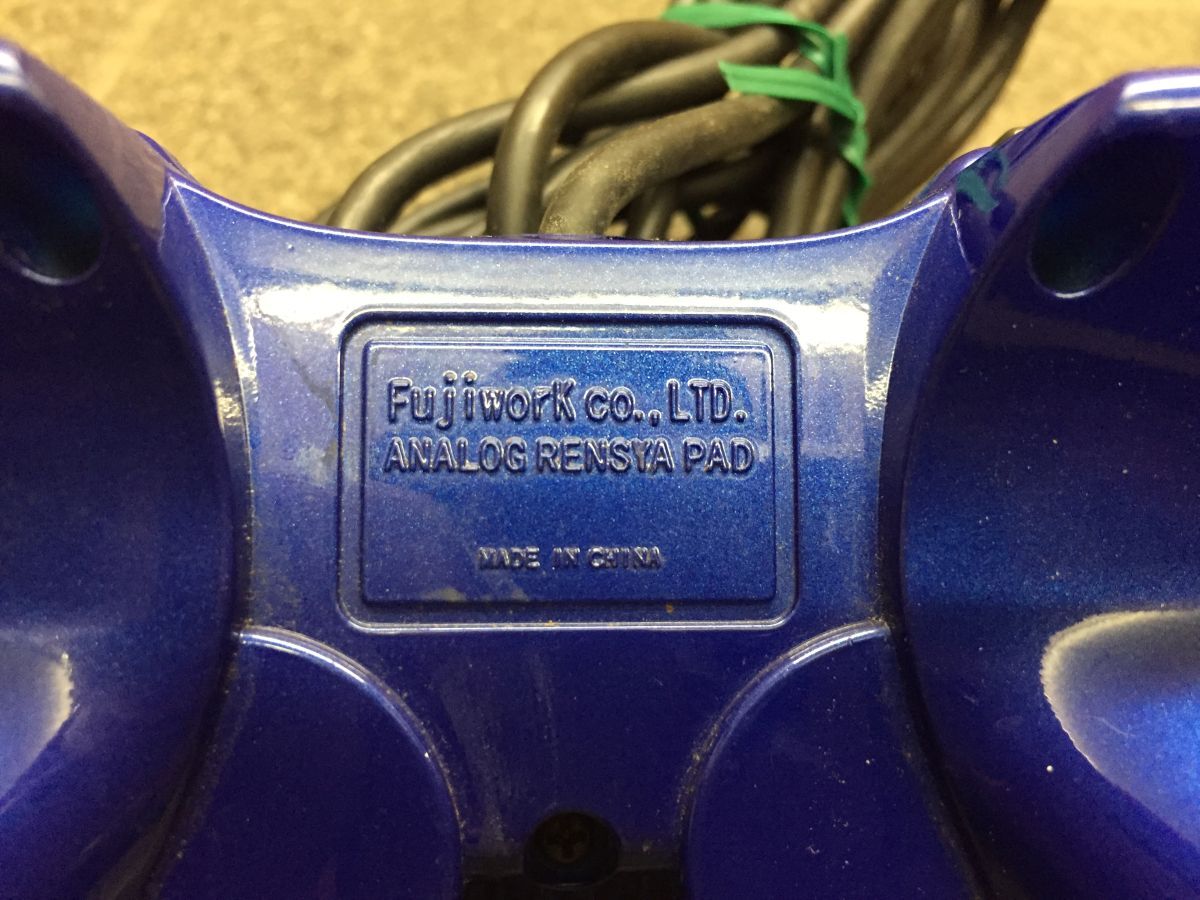 FujiworK co., LTD.
ANALOG RENSYA PAD
MADE IN CHINA